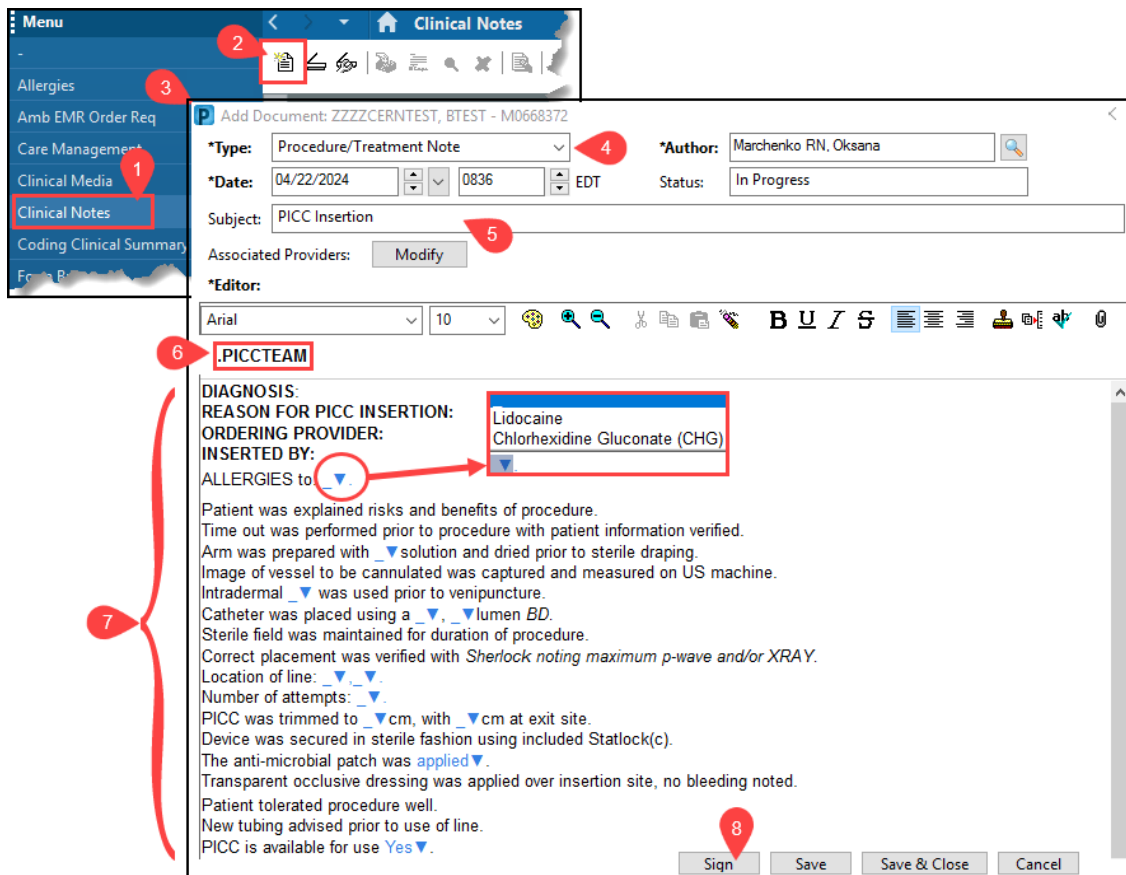 Menu
Clinical Notes
-
2
Allergies
3
Amb EMR Order Req
Add Document: ZZZZCERNTEST, BTEST - M0668372
Care Management
*Type: Procedure/Treatment Note
4
*Author: Marchenko RN, Oksana
1
Clinical Media
*Date: 04/22/2024 0836 EDT
Status: In Progress
Clinical Notes
Subject: PICC Insertion
5
Coding Clinical Summary
Associated Providers: Modify
*Editor:
Arial 10 B U I S
6
.PICCTEAM
DIAGNOSIS:
REASON FOR PICC INSERTION:
ORDERING PROVIDER:
INSERTED BY:
Lidocaine
Chlorhexidine Gluconate (CHG)
ALLERGIES to: _▼.
▼.
Patient was explained risks and benefits of procedure.
Time out was performed prior to procedure with patient information verified.
Arm was prepared with _▼solution and dried prior to sterile draping.
Image of vessel to be cannulated was captured and measured on US machine.
Intradermal _▼ was used prior to venipuncture.
7
Catheter was placed using a _▼, _▼lumen BD.
Sterile field was maintained for duration of procedure.
Correct placement was verified with Sherlock noting maximum p-wave and/or XRAY.
Location of line: _▼,_▼.
Number of attempts: _▼.
PICC was trimmed to _▼cm, with _▼cm at exit site.
Device was secured in sterile fashion using included Statlock(c).
The anti-microbial patch was applied▼.
Transparent occlusive dressing was applied over insertion site, no bleeding noted.
Patient tolerated procedure well.
New tubing advised prior to use of line.
PICC is available for use Yes▼.
8
Sign Save Save & Close Cancel